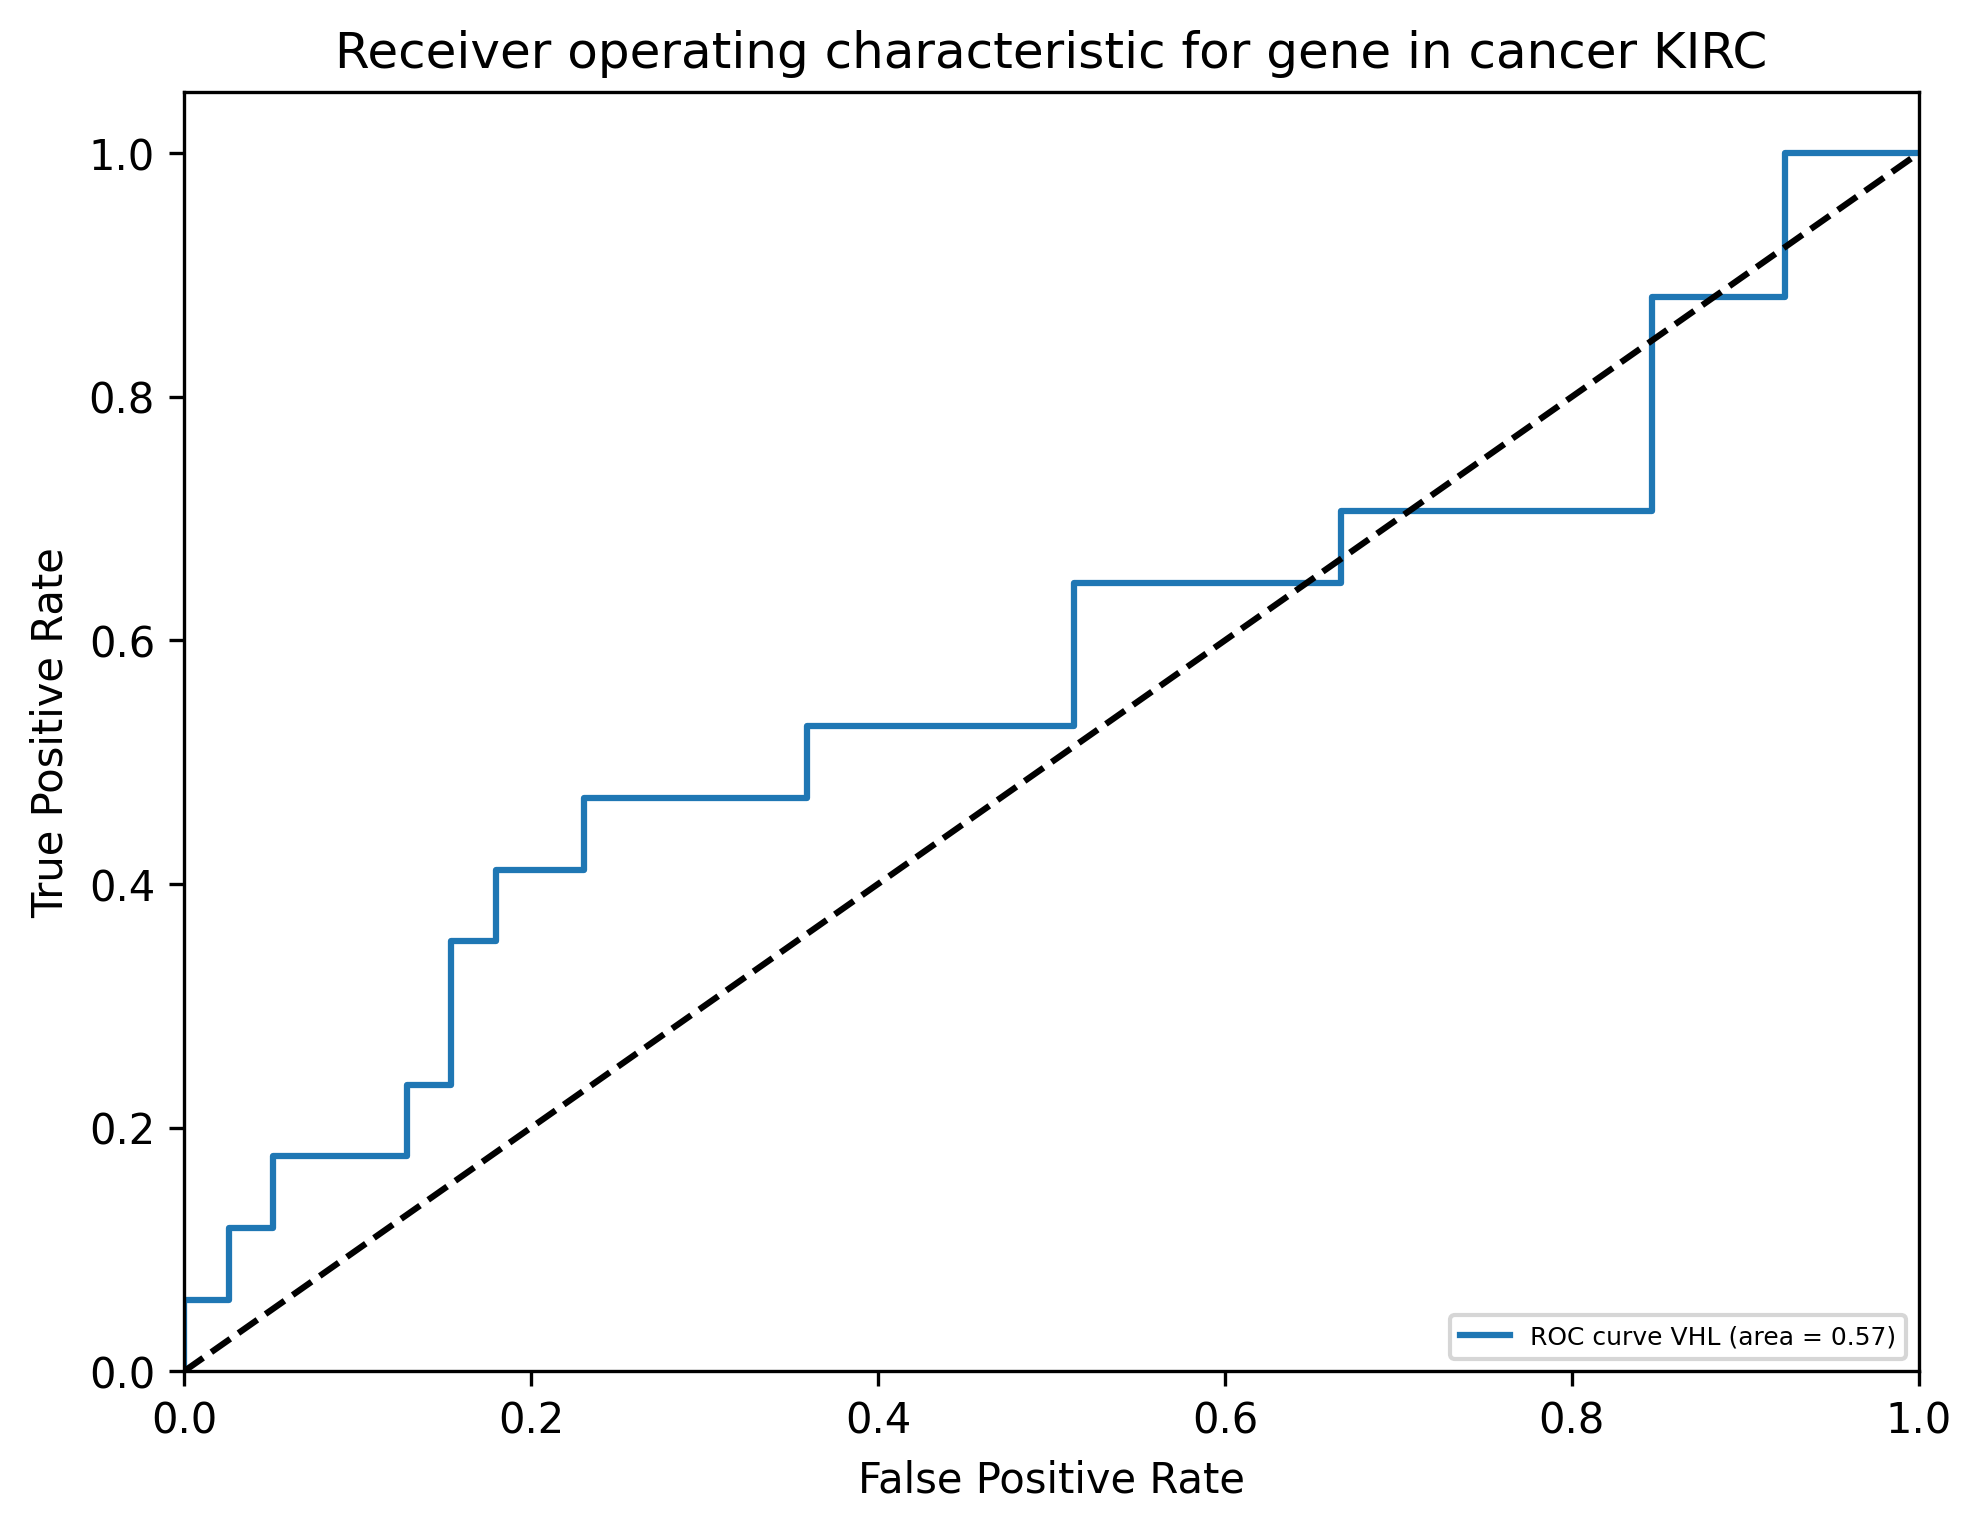 Receiver operating characteristic for gene in cancer KIRC
True Positive Rate
1.0
0.8
0.6
0.4
0.2
0.0
ROC curve VHL (area = 0.57)
0.0 0.2 0.4 0.6 0.8 1.0
False Positive Rate